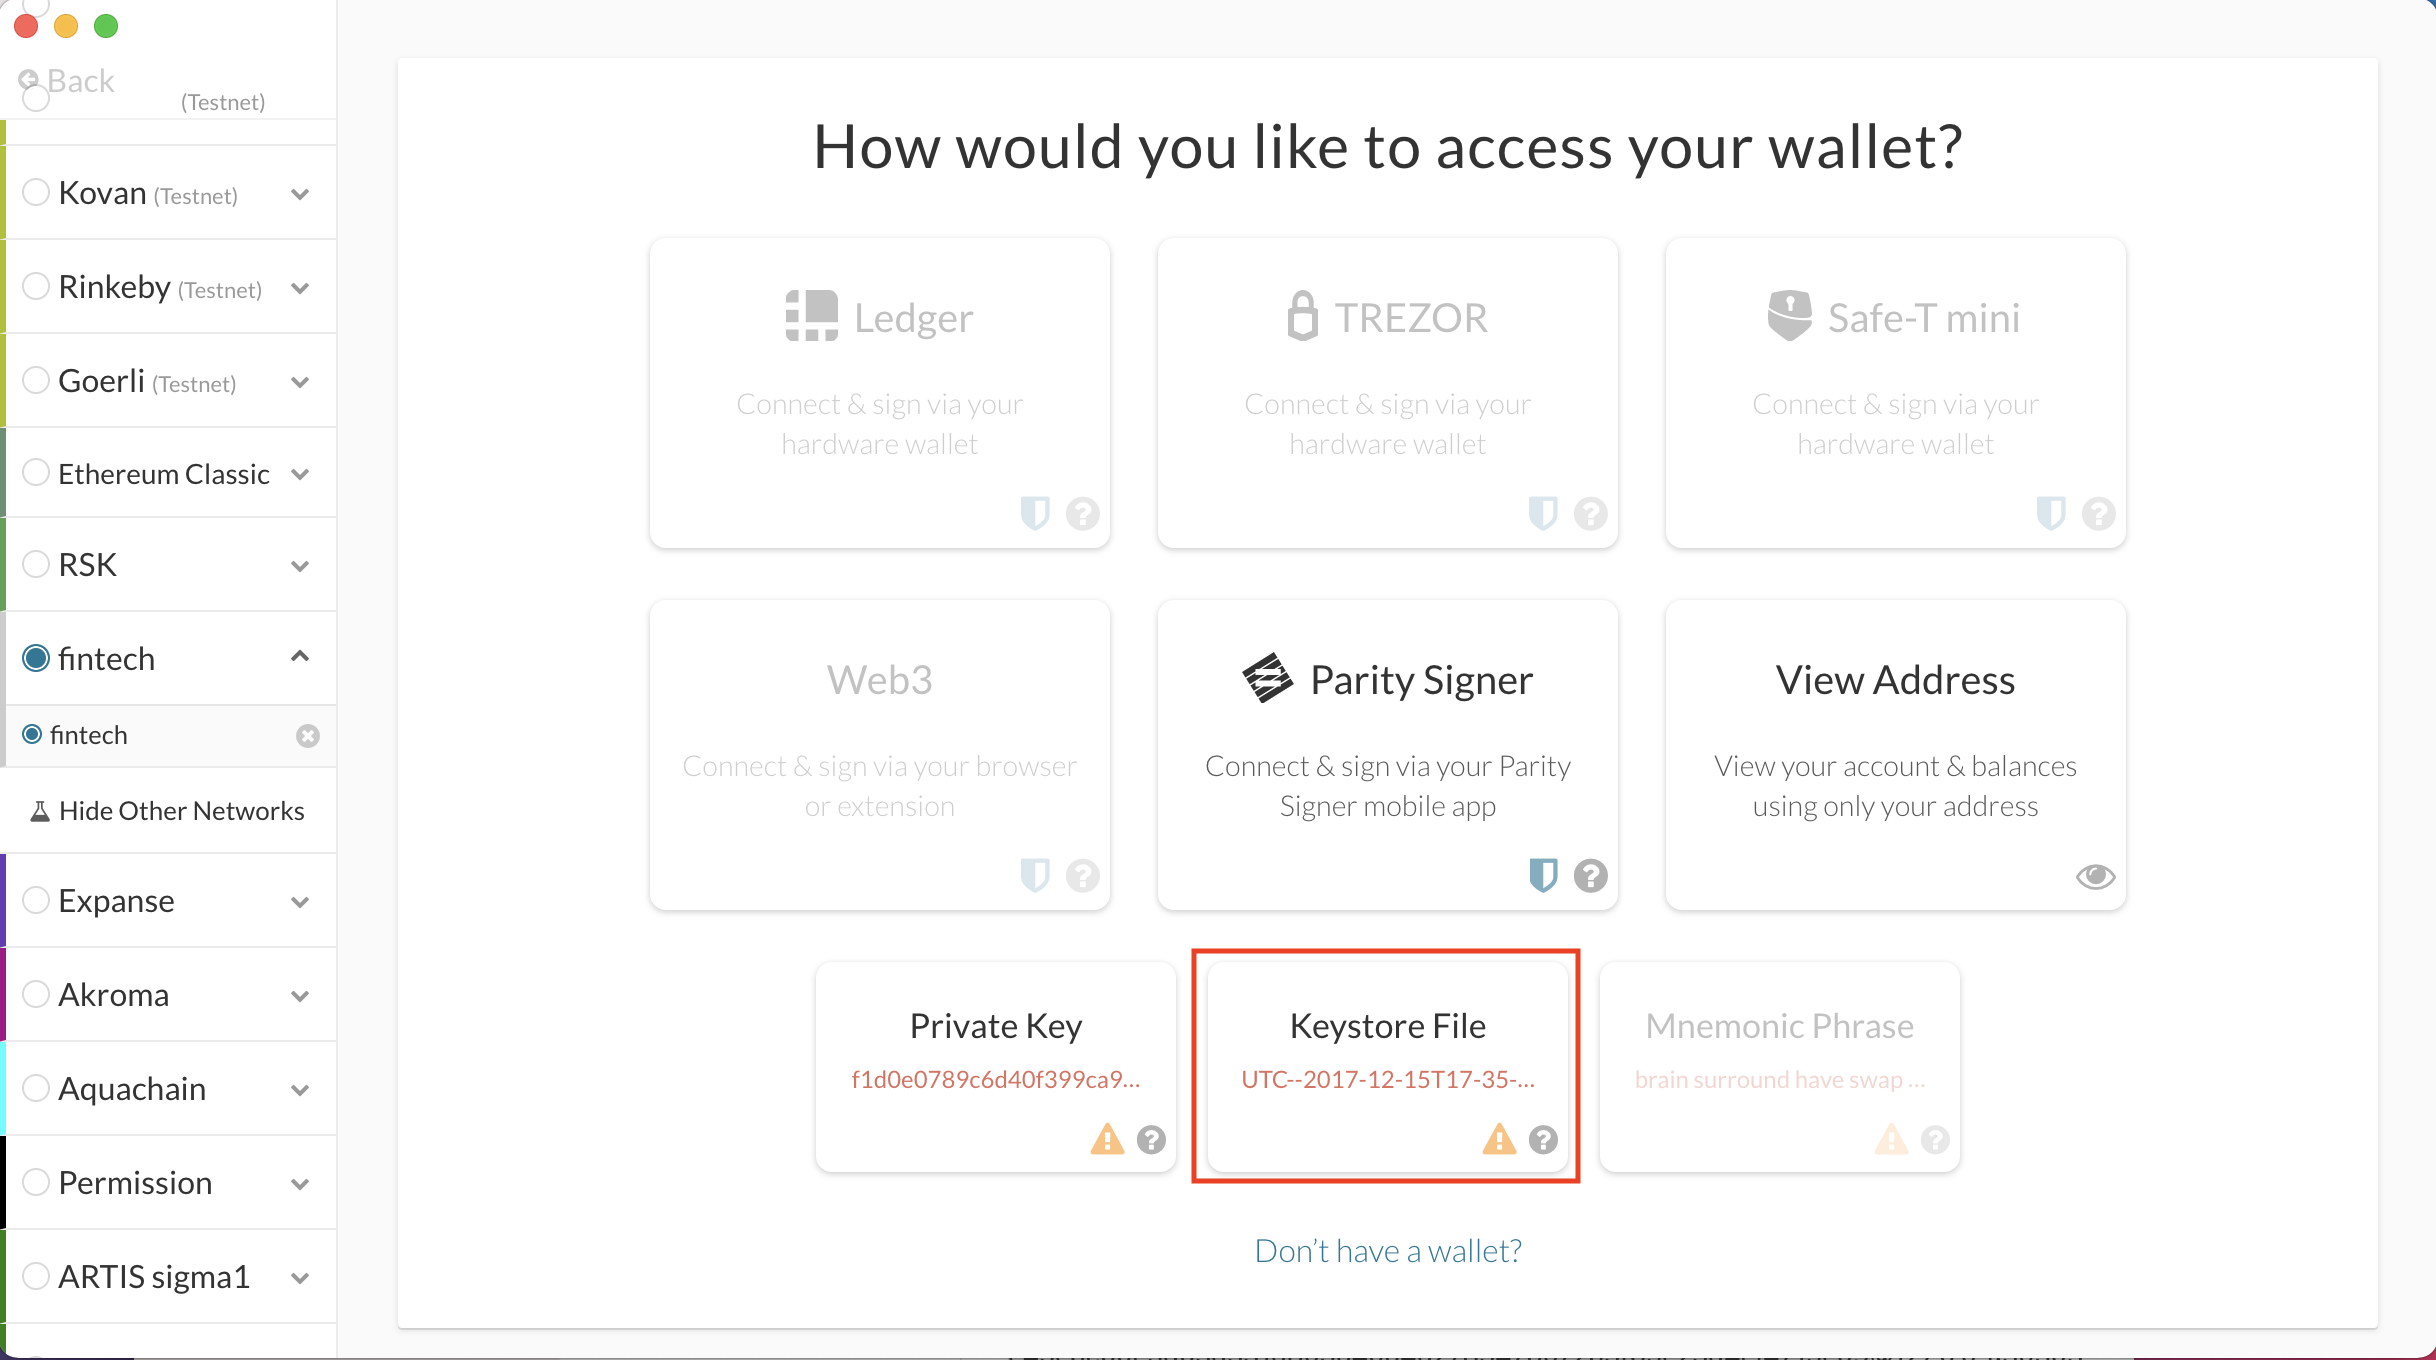 Back
(Testnet)
Kovan (Testnet)
Rinkeby (Testnet)
Goerli (Testnet)
Ethereum Classic
RSK
fintech
fintech
Hide Other Networks
Expanse
Akroma
Aquachain
Permission
ARTIS sigma1
How would you like to access your wallet?
Ledger
Connect & sign via your
hardware wallet
TREZOR
Connect & sign via your
hardware wallet
Safe-T mini
Connect & sign via your
hardware wallet
Web3
Connect & sign via your browser
or extension
Parity Signer
Connect & sign via your Parity
Signer mobile app
View Address
View your account & balances
using only your address
Private Key
f1d0e0789c6d40f399ca9...
Keystore File
UTC--2017-12-15T17-35-...
Mnemonic Phrase
brain surround have swap ...
Don't have a wallet?